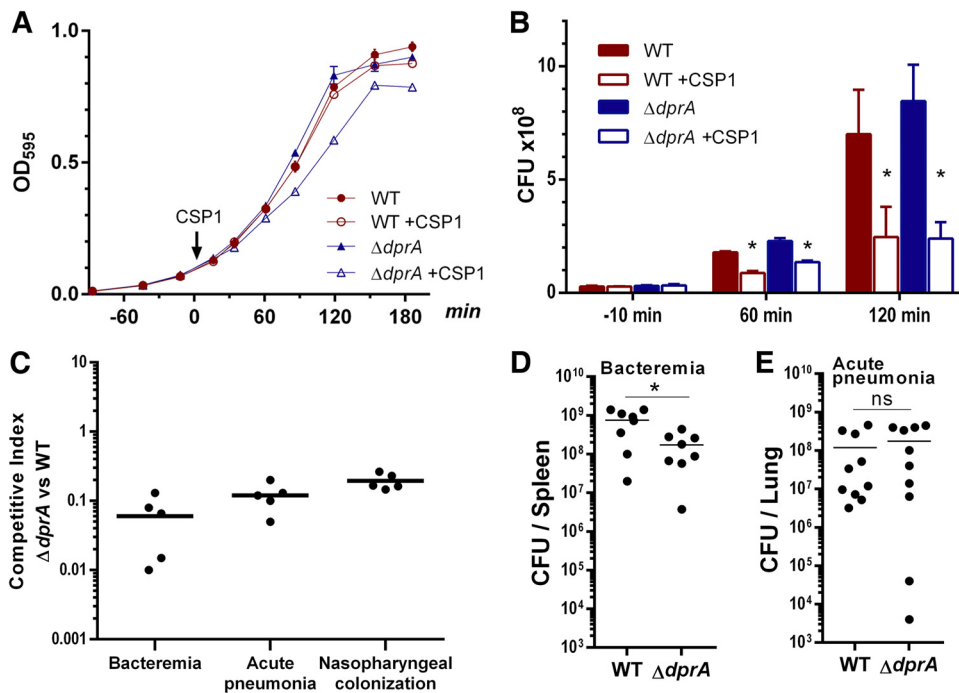 A
OD595
1.0
0.5
0.0
CSP1
WT
WT +CSP1
ΔdprA
ΔdprA +CSP1
-60 0 60 120 180 min
B
CFU x10^8
10
5
0
WT
WT +CSP1
ΔdprA
ΔdprA +CSP1
* * * *
-10 min 60 min 120 min
C
Competitive Index
ΔdprA vs WT
10
1
0.1
0.01
0.001
Bacteremia Acute pneumonia Nasopharyngeal colonization
D
Bacteremia
*
CFU / Spleen
10^10
10^9
10^8
10^7
10^6
10^5
10^4
10^3
WT ΔdprA
E
Acute
pneumonia
ns
CFU / Lung
10^10
10^9
10^8
10^7
10^6
10^5
10^4
10^3
WT ΔdprA